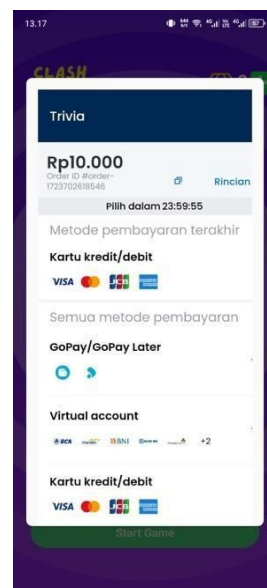 13.17
CLASH
Trivia
Rp10.000
Order ID #order-
1723702618546
Rincian
Pilih dalam 23:59:55
Metode pembayaran terakhir
Kartu kredit/debit
VISA JCB
Semua metode pembayaran
GoPay/GoPay Later
Virtual account
BCA BNI +2
Kartu kredit/debit
VISA JCB
Start Game